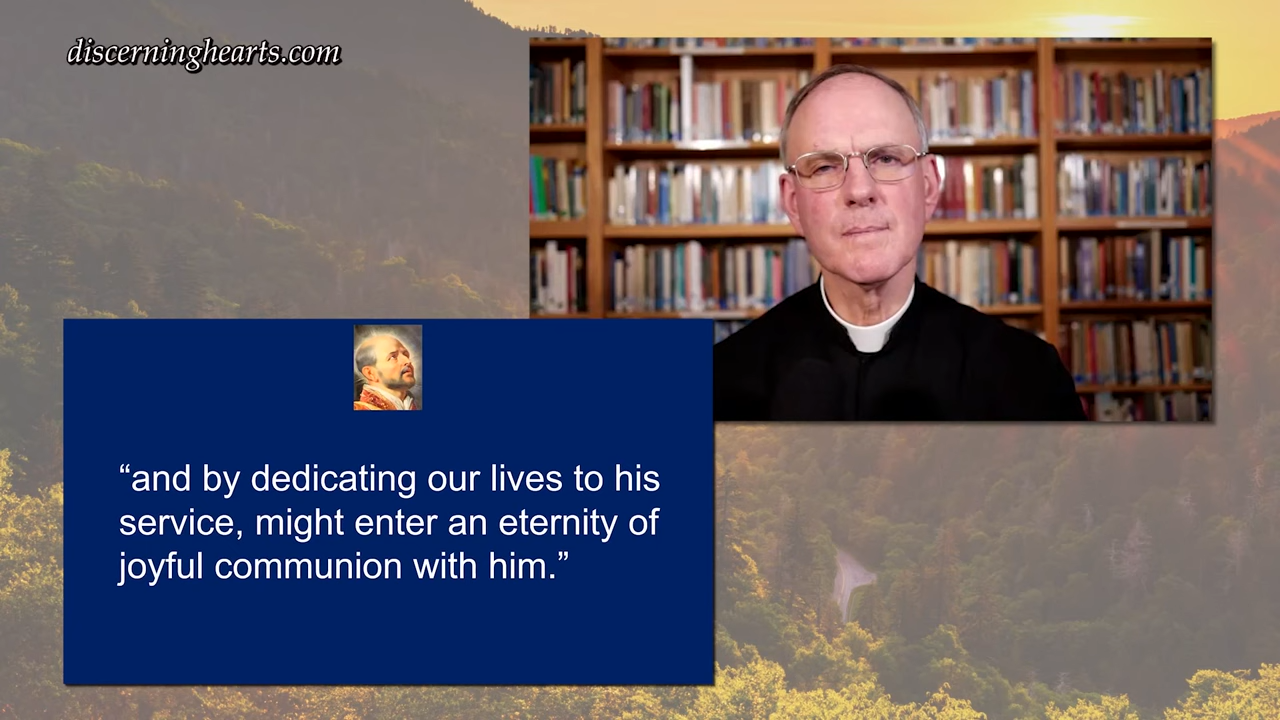 discerninghearts.com
“and by dedicating our lives to his
service, might enter an eternity of
joyful communion with him.”